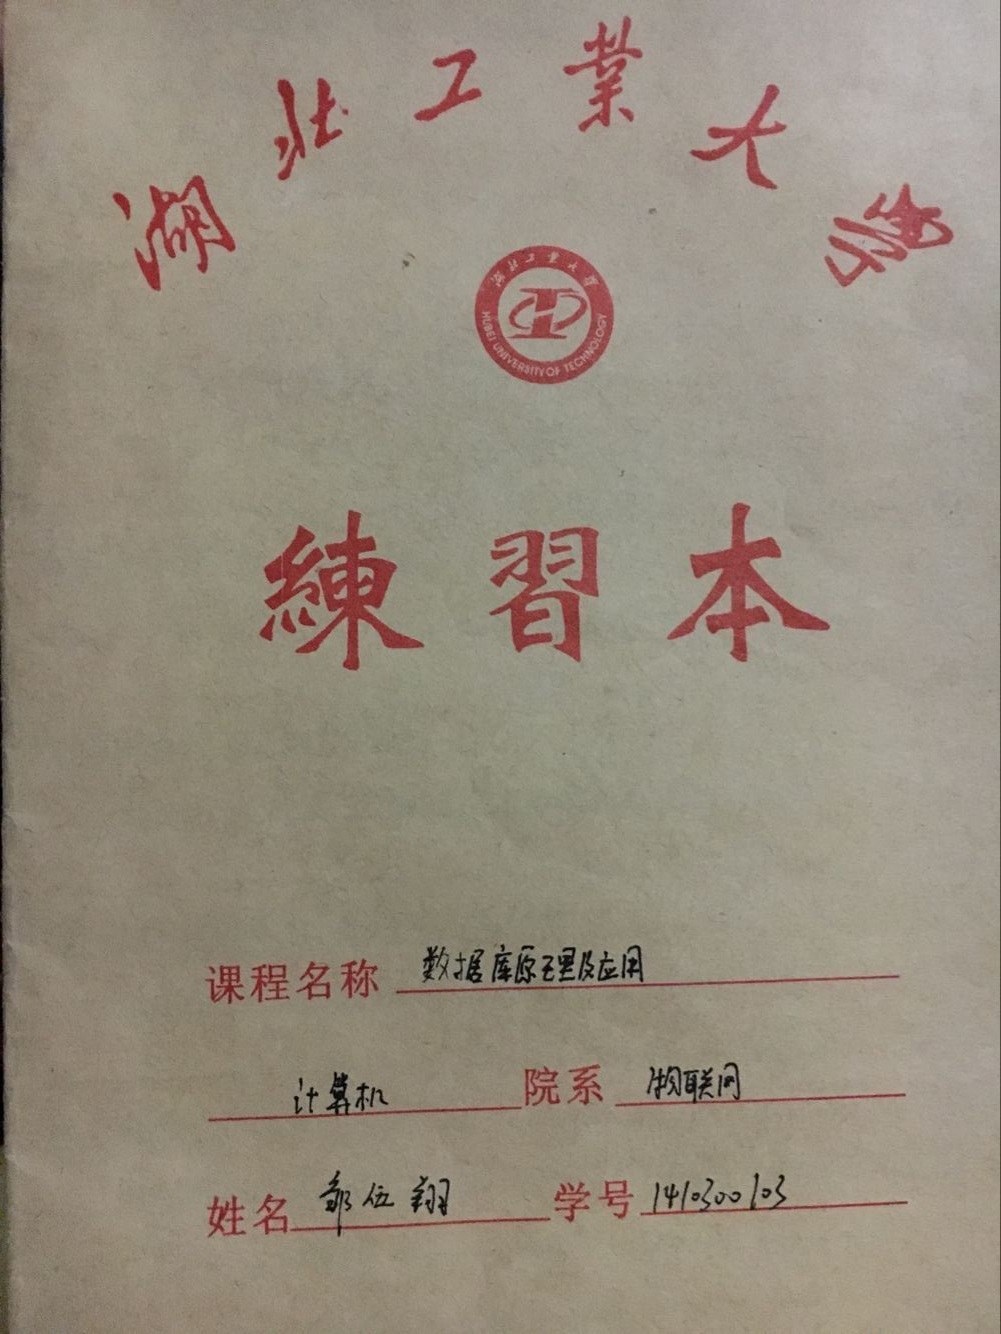 湖北工業大學
湖北工業大學
HUBEI UNIVERSITY OF TECHNOLOGY
練習本
课程名称 数据库原理及应用
计算机 院系 物联网
姓名 邹伍翔 学号 1410300103